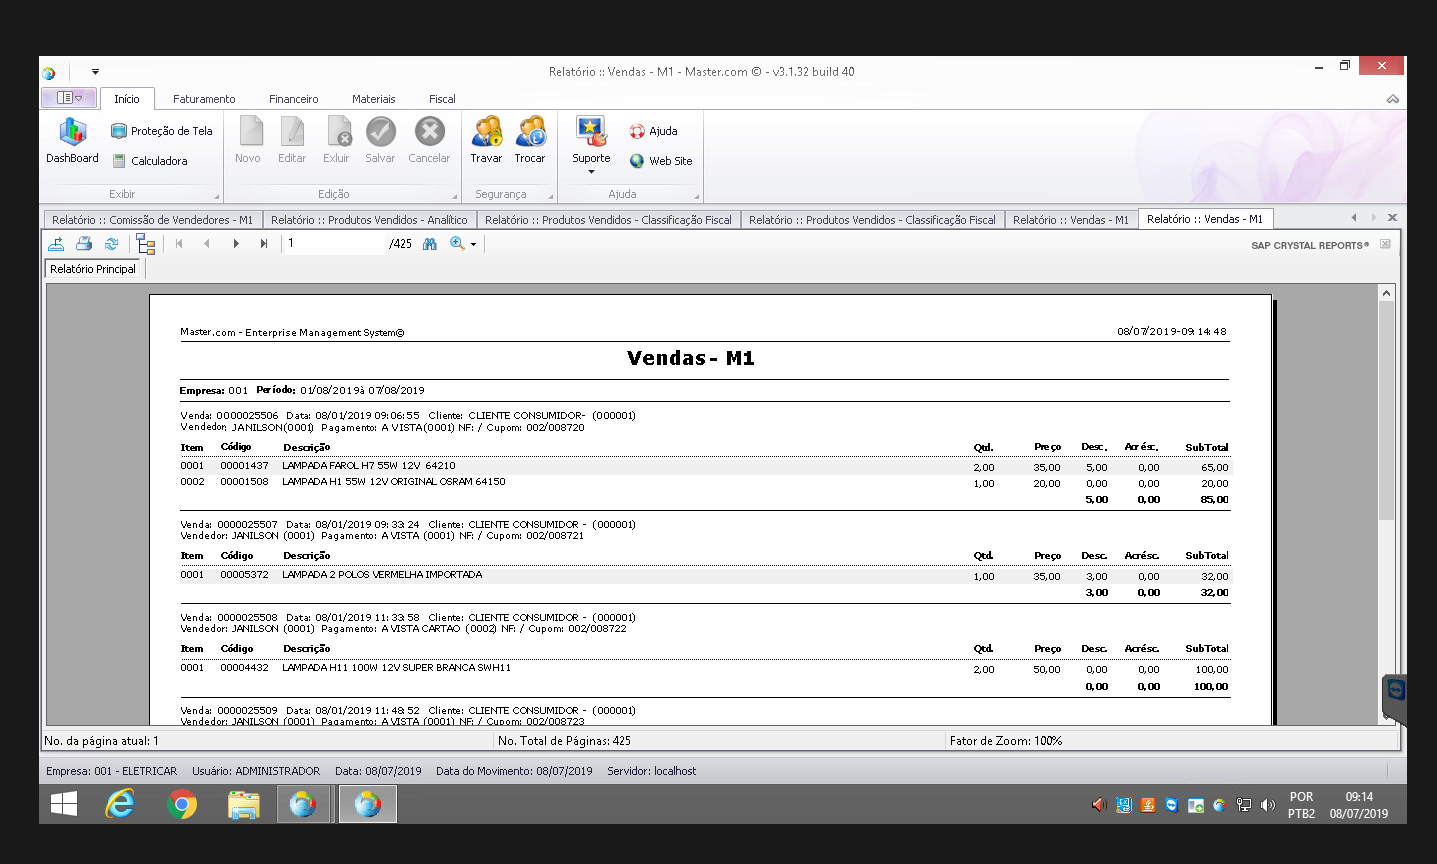 Relatório :: Vendas - M1 - Master.com © - v3.1.32 build 40
Início Faturamento Financeiro Materiais Fiscal
DashBoard Proteção de Tela Calculadora Novo Editar Exluir Salvar Cancelar Travar Trocar Suporte Ajuda Web Site
Exibir Edição Segurança Ajuda
Relatório :: Comissão de Vendedores - M1 Relatório :: Produtos Vendidos - Analítico Relatório :: Produtos Vendidos - Classificação Fiscal Relatório :: Produtos Vendidos - Classificação Fiscal Relatório :: Vendas - M1 Relatório :: Vendas - M1
1 /425 SAP CRYSTAL REPORTS®
Relatório Principal
Master.com - Enterprise Management System© 08/07/2019-09:14:48
Vendas - M1
Empresa: 001 Período: 01/08/2019 à 07/08/2019
Venda: 0000025506 Data: 08/01/2019 09:06:55 Cliente: CLIENTE CONSUMIDOR- (000001)
Vendedor: JANILSON(0001) Pagamento: A VISTA(0001) NF: / Cupom: 002/008720
Item Código Descrição Qtd. Preço Desc. Acrésc. SubTotal
0001 00001437 LAMPADA FAROL H7 55W 12V 64210 2,00 35,00 5,00 0,00 65,00
0002 00001508 LAMPADA H1 55W 12V ORIGINAL OSRAM 64150 1,00 20,00 0,00 0,00 20,00
5,00 0,00 85,00
Venda: 0000025507 Data: 08/01/2019 09:33:24 Cliente: CLIENTE CONSUMIDOR - (000001)
Vendedor: JANILSON (0001) Pagamento: A VISTA (0001) NF: / Cupom: 002/008721
Item Código Descrição Qtd. Preço Desc. Acrésc. SubTotal
0001 00005372 LAMPADA 2 POLOS VERMELHA IMPORTADA 1,00 35,00 3,00 0,00 32,00
3,00 0,00 32,00
Venda: 0000025508 Data: 08/01/2019 11:33:58 Cliente: CLIENTE CONSUMIDOR - (000001)
Vendedor: JANILSON (0001) Pagamento: A VISTA CARTAO (0002) NF: / Cupom: 002/008722
Item Código Descrição Qtd. Preço Desc. Acrésc. SubTotal
0001 00004432 LAMPADA H11 100W 12V SUPER BRANCA SWH11 2,00 50,00 0,00 0,00 100,00
0,00 0,00 100,00
Venda: 0000025509 Data: 08/01/2019 11:48:52 Cliente: CLIENTE CONSUMIDOR - (000001)
Vendedor: JANILSON (0001) Pagamento: A VISTA (0001) NF: / Cupom: 002/008723
No. da página atual: 1 No. Total de Páginas: 425 Fator de Zoom: 100%
Empresa: 001 - ELETRICAR Usuário: ADMINISTRADOR Data: 08/07/2019 Data do Movimento: 08/07/2019 Servidor: localhost
POR 09:14
PTB2 08/07/2019